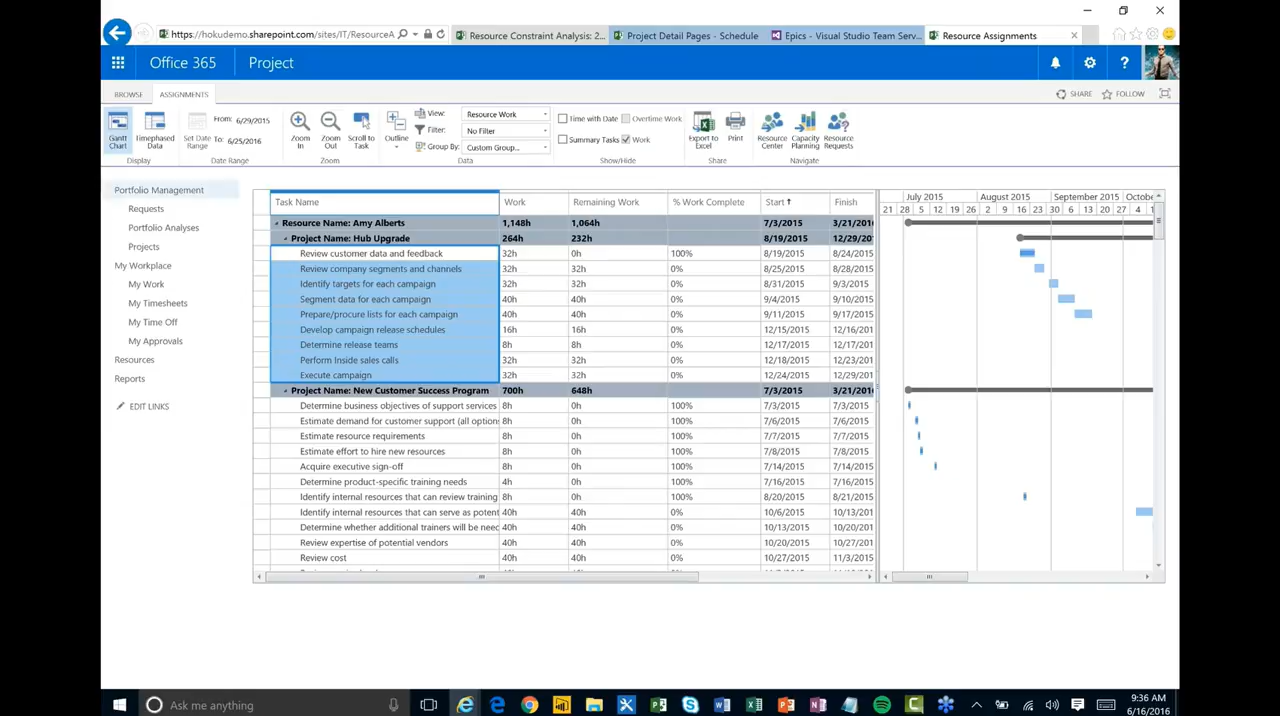 https://hokudemo.sharepoint.com/sites/IT/ResourceA
Resource Constraint Analysis: 2...
Project Detail Pages - Schedule
Epics - Visual Studio Team Serv...
Resource Assignments
Office 365 Project ?
BROWSE ASSIGNMENTS SHARE FOLLOW
Gantt Chart
Timephased Data
Display
Set Date Range
From: 6/29/2015
To: 6/25/2016
Date Range
Zoom In
Zoom Out
Scroll to Task
Zoom
Outline
View: Resource Work
Filter: No Filter
Group By: Custom Group...
Data
Time with Date Overtime Work
Summary Tasks Work
Show/Hide
Export to Excel
Print
Share
Resource Center
Capacity Planning
Resource Requests
Navigate
Portfolio Management
Requests
Portfolio Analyses
Projects
My Workplace
My Work
My Timesheets
My Time Off
My Approvals
Resources
Reports
EDIT LINKS
Task Name Work Remaining Work % Work Complete Start Finish
Resource Name: Amy Alberts 1,148h 1,064h 7/3/2015 3/21/201
Project Name: Hub Upgrade 264h 232h 8/19/2015 12/29/201
Review customer data and feedback 32h 0h 100% 8/19/2015 8/24/2015
Review company segments and channels 32h 32h 0% 8/25/2015 8/28/2015
Identify targets for each campaign 32h 32h 0% 8/31/2015 9/3/2015
Segment data for each campaign 40h 40h 0% 9/4/2015 9/10/2015
Prepare/procure lists for each campaign 40h 40h 0% 9/11/2015 9/17/2015
Develop campaign release schedules 16h 16h 0% 12/15/2015 12/16/201
Determine release teams 8h 8h 0% 12/17/2015 12/17/201
Perform Inside sales calls 32h 32h 0% 12/18/2015 12/23/201
Execute campaign 32h 32h 0% 12/24/2015 12/29/201
Project Name: New Customer Success Program 700h 648h 7/3/2015 3/21/201
Determine business objectives of support services 8h 0h 100% 7/3/2015 7/3/2015
Estimate demand for customer support (all option 8h 0h 100% 7/6/2015 7/6/2015
Estimate resource requirements 8h 0h 100% 7/7/2015 7/7/2015
Estimate effort to hire new resources 8h 0h 100% 7/8/2015 7/8/2015
Acquire executive sign-off 8h 0h 100% 7/14/2015 7/14/2015
Determine product-specific training needs 4h 0h 100% 7/16/2015 7/16/2015
Identify internal resources that can review training 8h 0h 100% 8/20/2015 8/21/2015
Identify internal resources that can serve as potent 40h 40h 0% 10/6/2015 10/13/201
Determine whether additional trainers will be need 40h 40h 0% 10/13/2015 10/20/201
Review expertise of potential vendors 40h 40h 0% 10/20/2015 10/27/201
Review cost 40h 40h 0% 10/27/2015 11/3/2015
July 2015 August 2015 September 2015 Octobe
21 28 5 12 19 26 2 9 16 23 30 6 13 20 27 4 1
Ask me anything
9:36 AM
6/16/2016